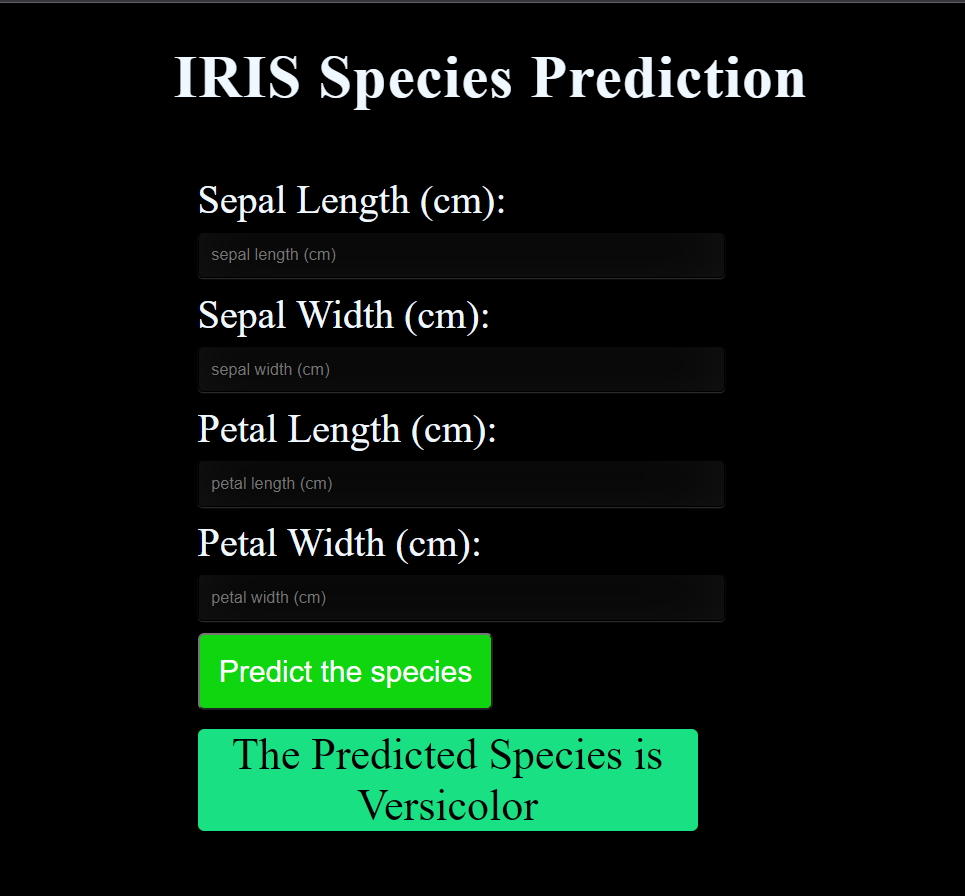 IRIS Species Prediction
Sepal Length (cm):
sepal length (cm)
Sepal Width (cm):
sepal width (cm)
Petal Length (cm):
petal length (cm)
Petal Width (cm):
petal width (cm)
Predict the species
The Predicted Species is
Versicolor